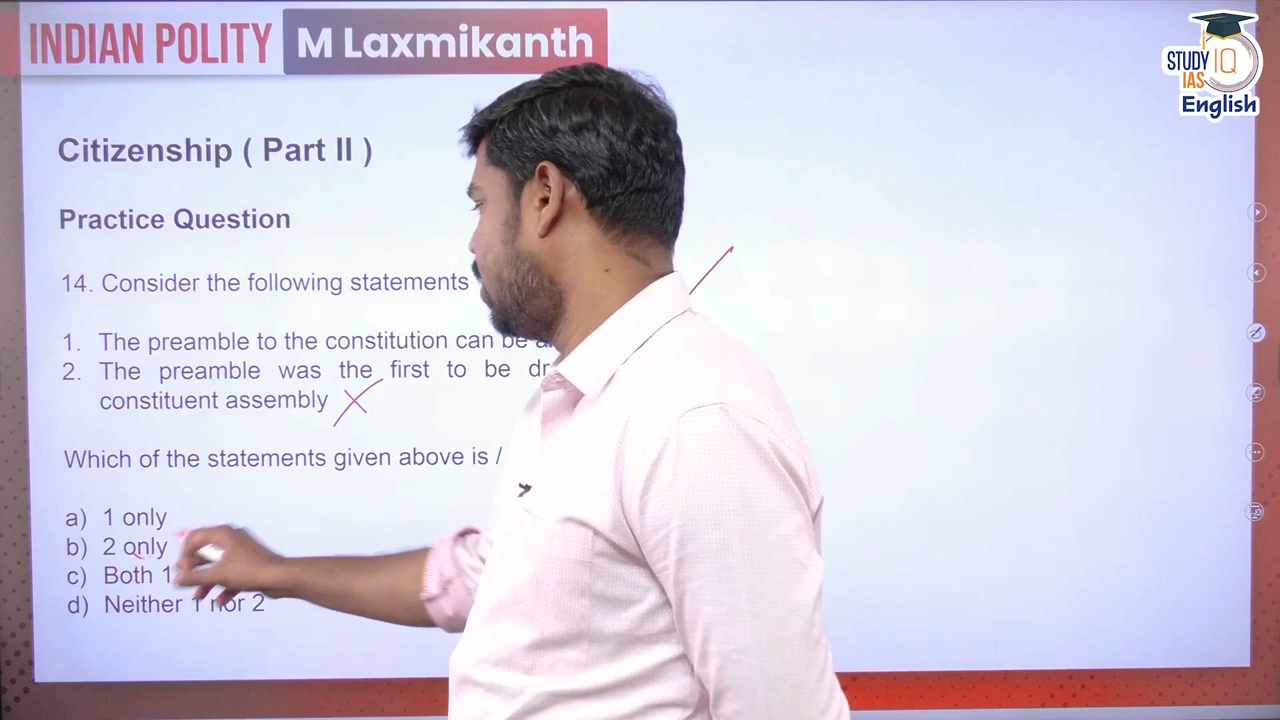 INDIAN POLITY M Laxmikanth
STUDY IQ
IAS
English
Citizenship ( Part II )
Practice Question
14. Consider the following statements
1. The preamble to the constitution can be
2. The preamble was the first to be
constituent assembly
Which of the statements given above is /
a) 1 only
b) 2 only
c) Both 1
d) Neither 1 nor 2